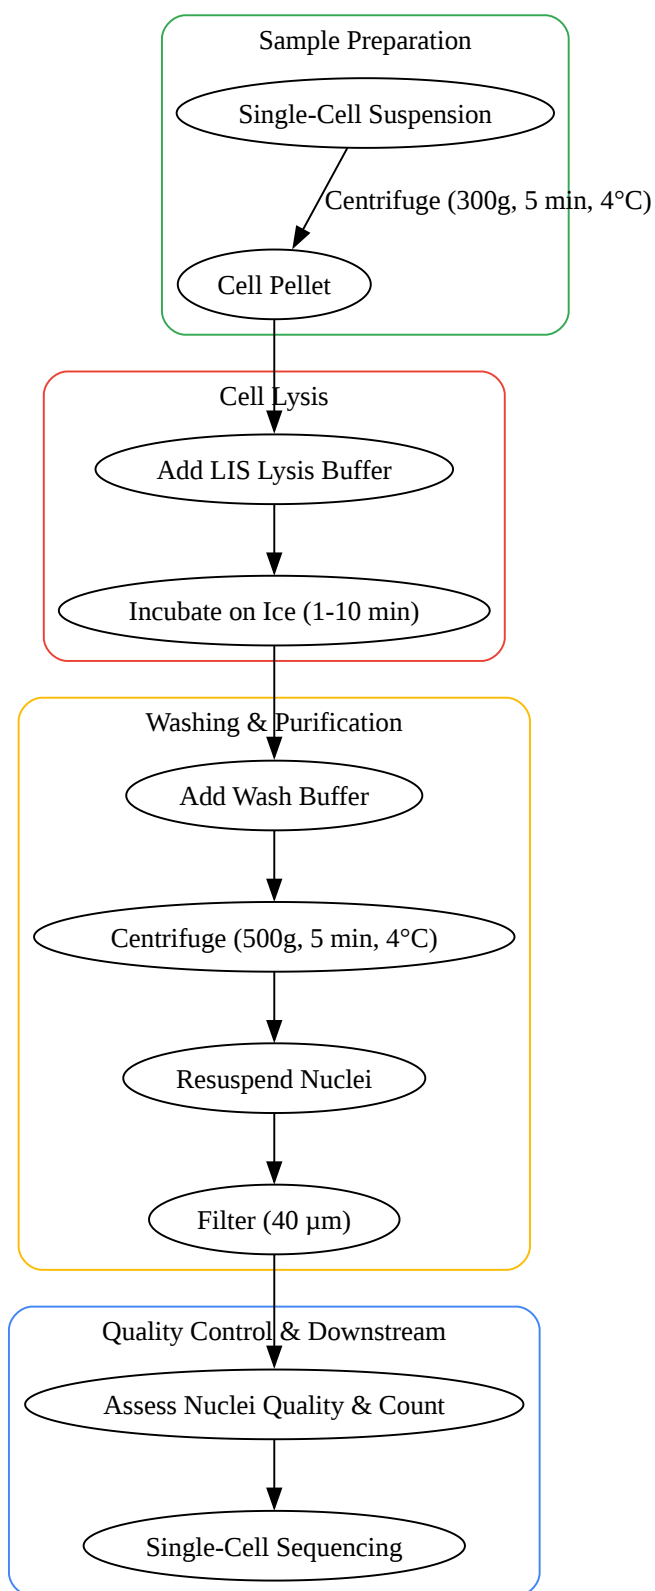 Sample Preparation
Single-Cell Suspension
Centrifuge (300g, 5 min, 4°C)
Cell Pellet
Cell Lysis
Add LIS Lysis Buffer
Incubate on Ice (1-10 min)
Washing & Purification
Add Wash Buffer
Centrifuge (500g, 5 min, 4°C)
Resuspend Nuclei
Filter (40 µm)
Quality Control & Downstream
Assess Nuclei Quality & Count
Single-Cell Sequencing